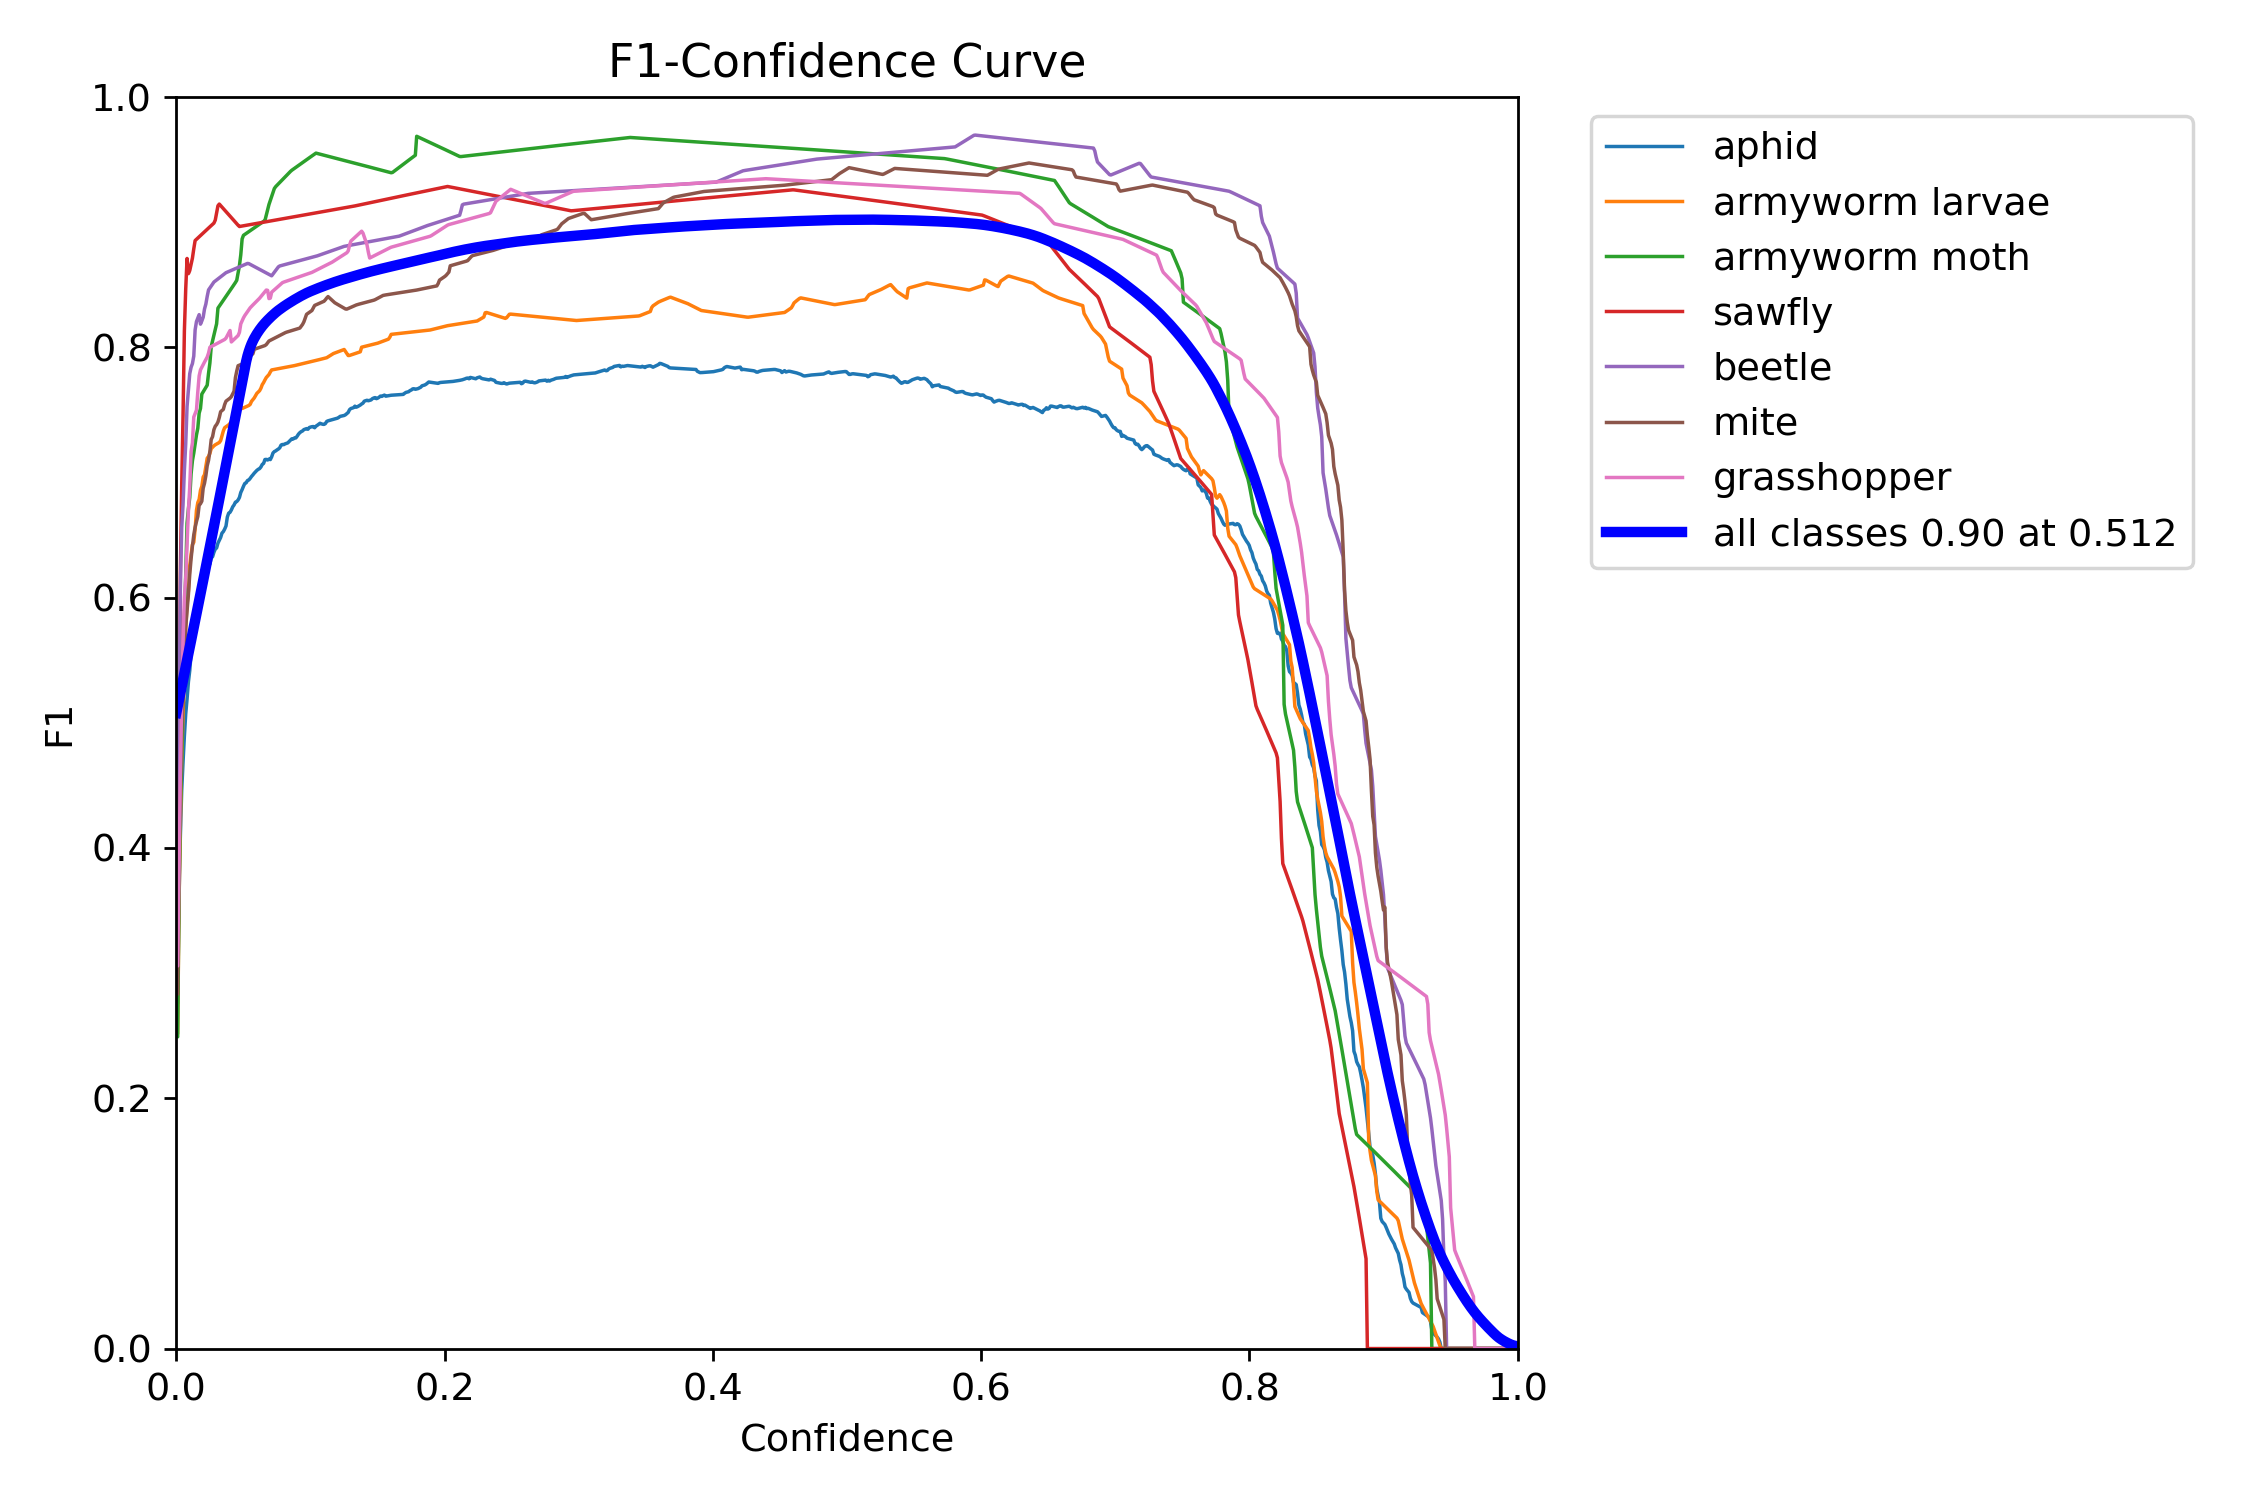 F1-Confidence Curve
1.0
0.8
0.6
0.4
0.2
0.0
F1
0.0 0.2 0.4 0.6 0.8 1.0
Confidence
aphid
armyworm larvae
armyworm moth
sawfly
beetle
mite
grasshopper
all classes 0.90 at 0.512